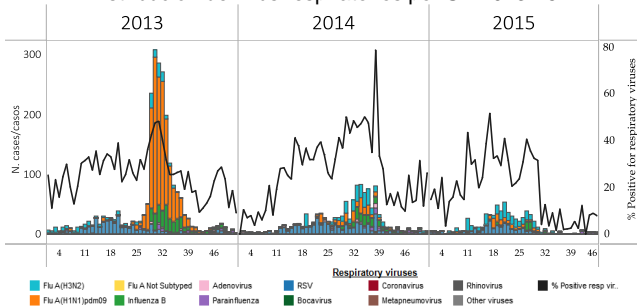 2013 2014 2015
300
200
100
0
N. cases/casos
80
60
40
20
0
% Positive for respiratory viruses
4 11 18 25 32 39 46 4 11 18 25 32 39 46 4 11 18 25 32 39 46
Respiratory viruses
Flu A(H3N2) Flu A Not Subtyped Adenovirus RSV Coronavirus Rhinovirus % Positive resp vir..
Flu A(H1N1)pdm09 Influenza B Parainfluenza Bocavirus Metapneumovirus Other viruses